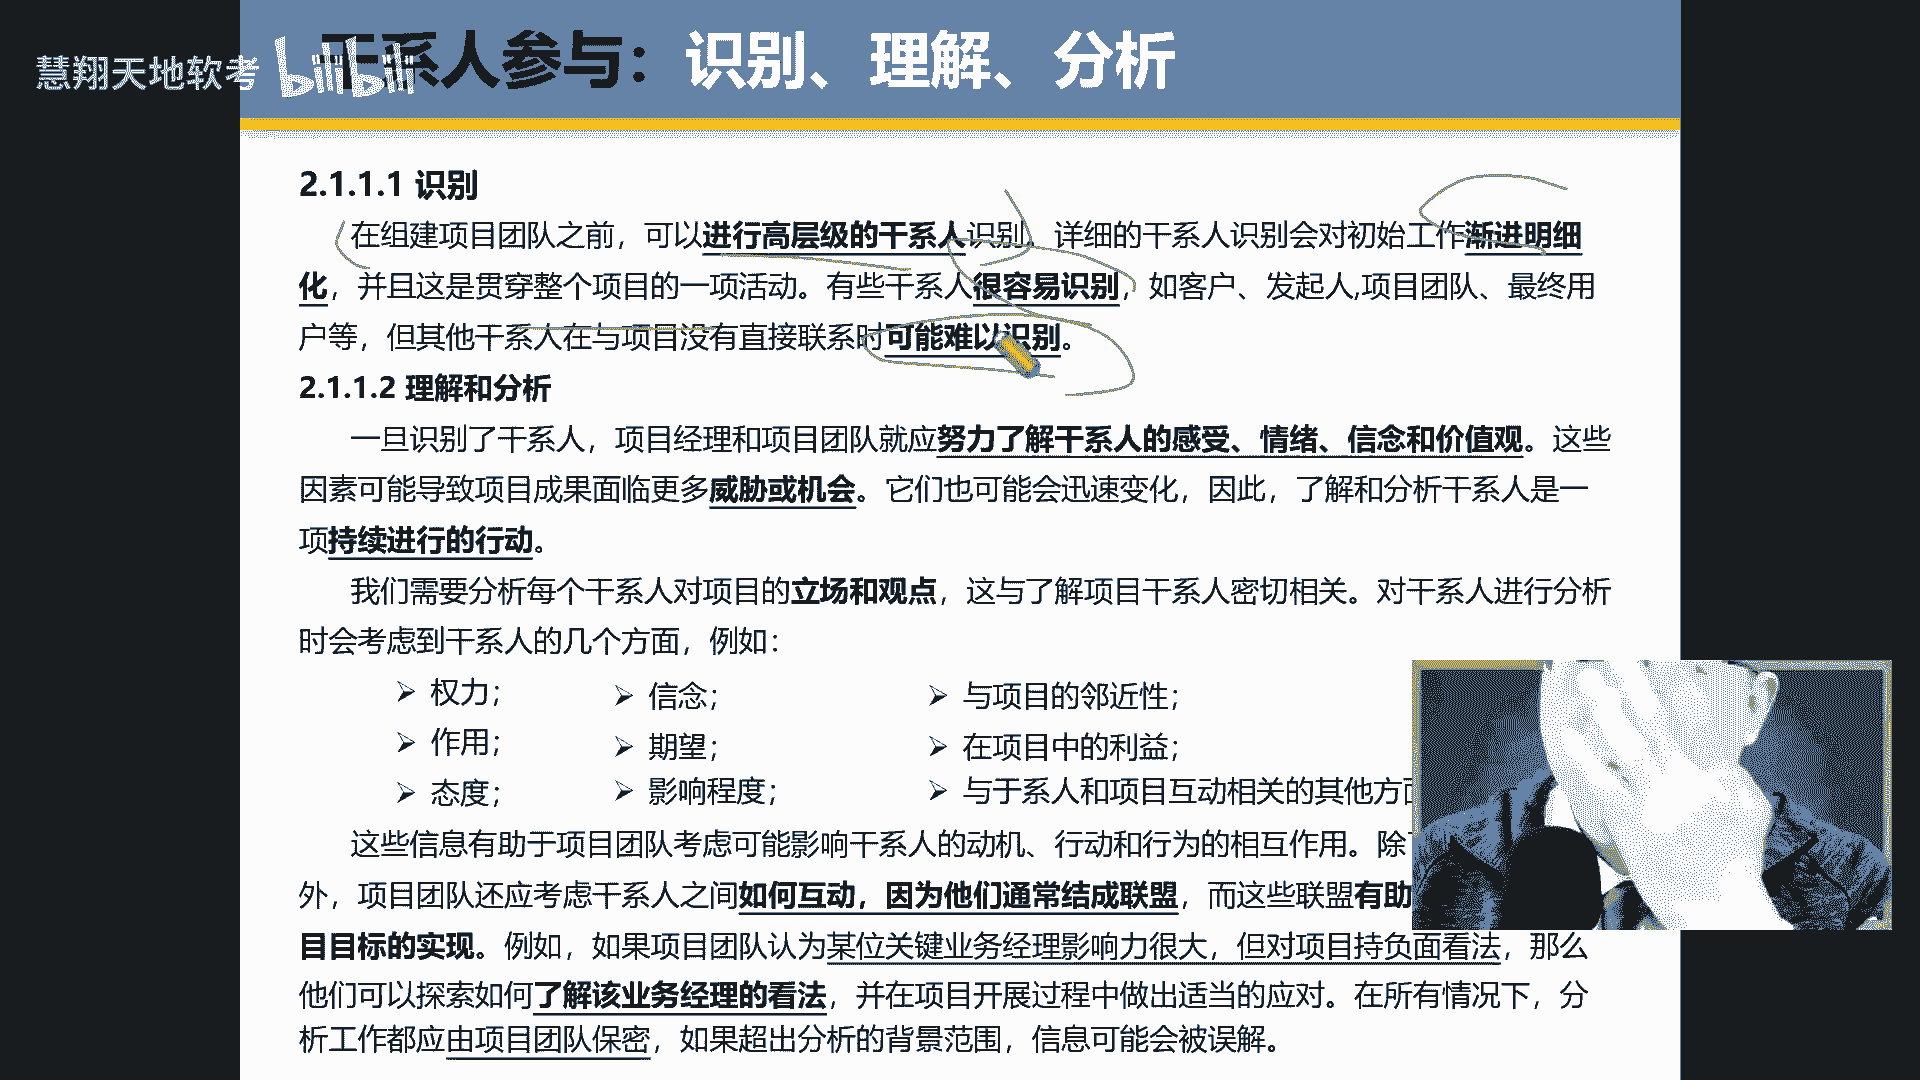 慧翔天地软考 bilibili
干系人参与：识别、理解、分析
2.1.1.1 识别
在组建项目团队之前，可以进行高层级的干系人识别。详细的干系人识别会对初始工作渐进明细
化，并且这是贯穿整个项目的一项活动。有些干系人很容易识别，如客户、发起人,项目团队、最终用
户等，但其他干系人在与项目没有直接联系时可能难以识别。
2.1.1.2 理解和分析
一旦识别了干系人，项目经理和项目团队就应努力了解干系人的感受、情绪、信念和价值观。这些
因素可能导致项目成果面临更多威胁或机会。它们也可能会迅速变化，因此，了解和分析干系人是一
项持续进行的行动。
我们需要分析每个干系人对项目的立场和观点，这与了解项目干系人密切相关。对干系人进行分析
时会考虑到干系人的几个方面，例如：
➢ 权力； ➢ 信念； ➢ 与项目的邻近性；
➢ 作用； ➢ 期望； ➢ 在项目中的利益；
➢ 态度； ➢ 影响程度； ➢ 与于系人和项目互动相关的其他方
这些信息有助于项目团队考虑可能影响干系人的动机、行动和行为的相互作用。除
外，项目团队还应考虑干系人之间如何互动，因为他们通常结成联盟，而这些联盟有助
目目标的实现。例如，如果项目团队认为某位关键业务经理影响力很大，但对项目持负面看法，那么
他们可以探索如何了解该业务经理的看法，并在项目开展过程中做出适当的应对。在所有情况下，分
析工作都应由项目团队保密，如果超出分析的背景范围，信息可能会被误解。